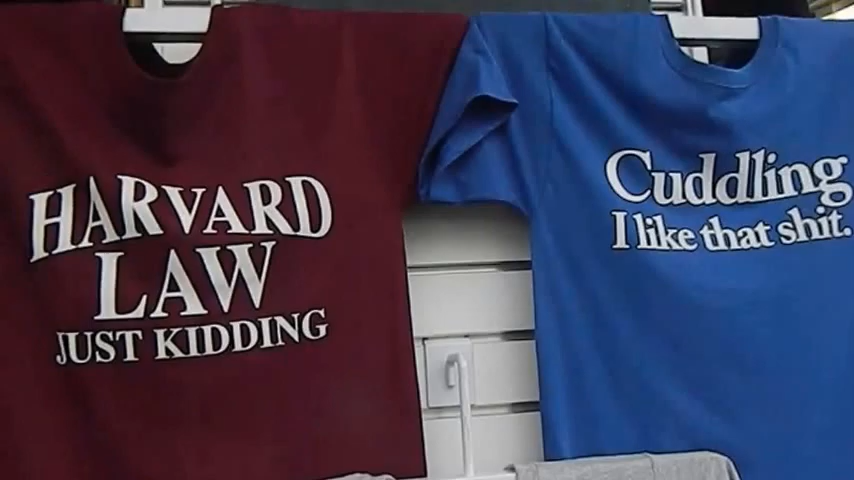 HARVARD
LAW
JUST KIDDING
Cuddling
I like that shit.